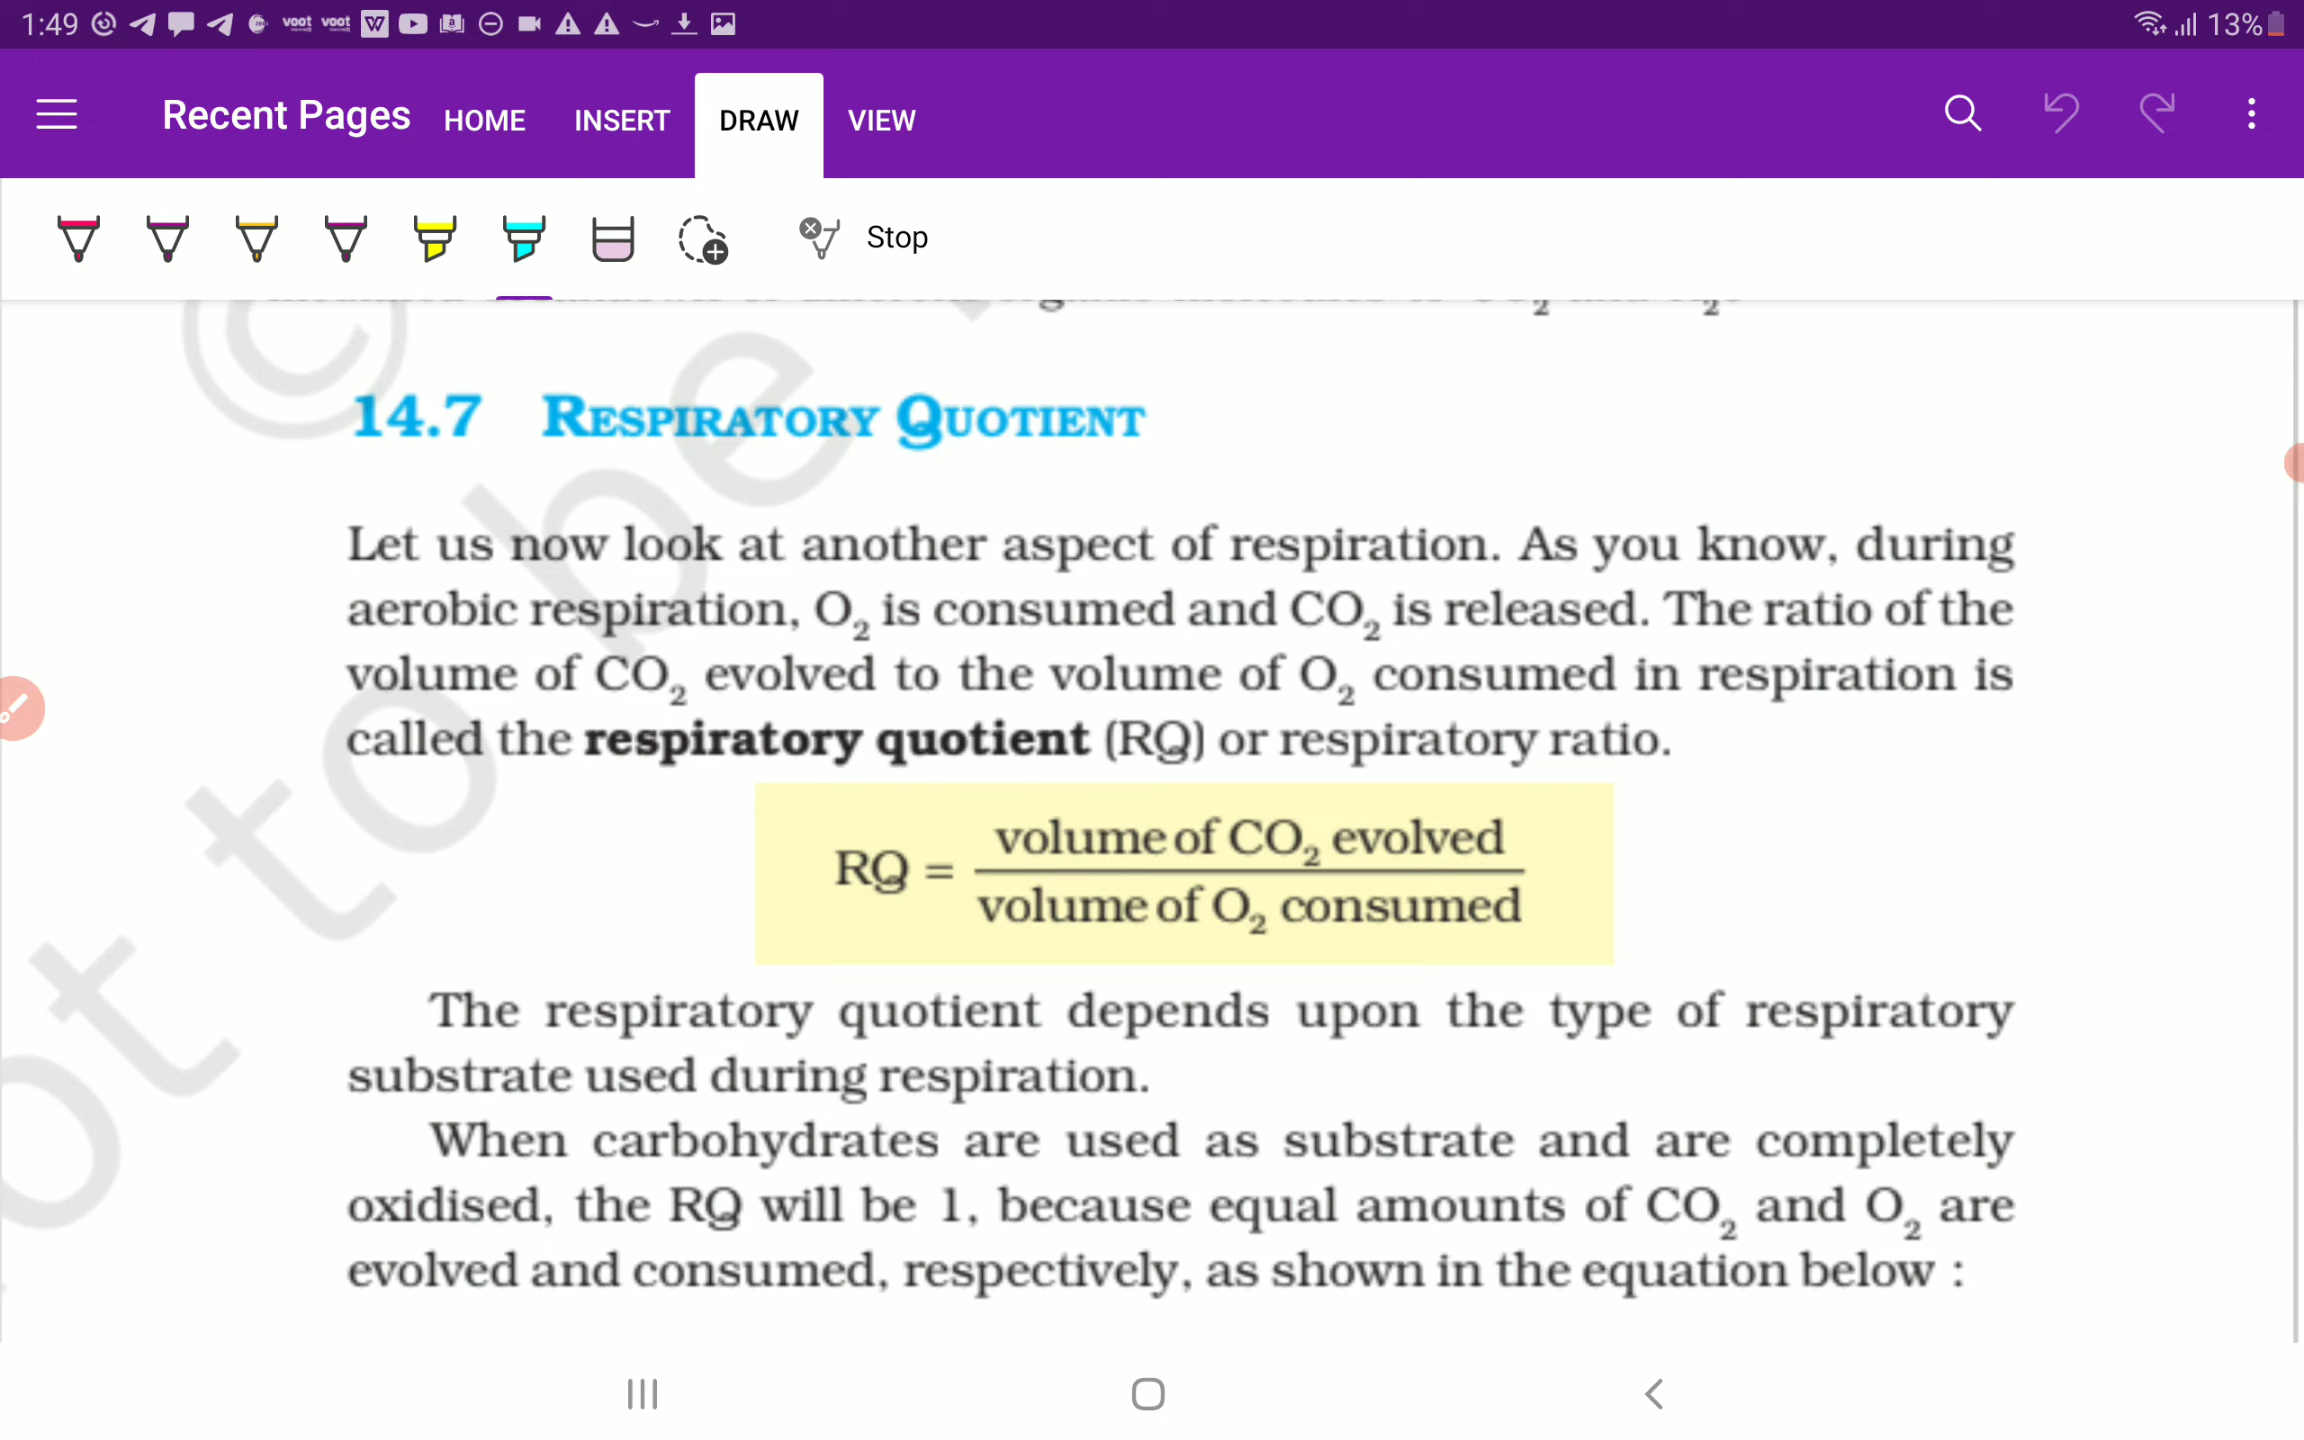 1:49 voot voot W 13%
Recent Pages HOME INSERT DRAW VIEW
Stop
14.7 RESPIRATORY QUOTIENT
Let us now look at another aspect of respiration. As you know, during
aerobic respiration, O₂ is consumed and CO₂ is released. The ratio of the
volume of CO₂ evolved to the volume of O₂ consumed in respiration is
called the respiratory quotient (RQ) or respiratory ratio.
RQ = volume of CO₂ evolved
volume of O₂ consumed
The respiratory quotient depends upon the type of respiratory
substrate used during respiration.
When carbohydrates are used as substrate and are completely
oxidised, the RQ will be 1, because equal amounts of CO₂ and O₂ are
evolved and consumed, respectively, as shown in the equation below :
© to be